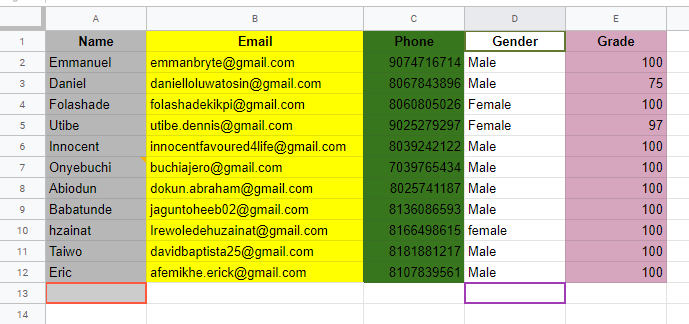 A B C D E
1 Name Email Phone Gender Grade
2 Emmanuel emmanbryte@gmail.com 9074716714 Male 100
3 Daniel danielloluwatosin@gmail.com 8067843896 Male 75
4 Folashade folashadekikpi@gmail.com 8060805026 Female 100
5 Utibe utibe.dennis@gmail.com 9025279297 Female 97
6 Innocent innocentfavoured4life@gmail.com 8039242122 Male 100
7 Onyebuchi buchiajero@gmail.com 7039765434 Male 100
8 Abiodun dokun.abraham@gmail.com 8025741187 Male 100
9 Babatunde jaguntoheeb02@gmail.com 8136086593 Male 100
10 hzainat Irewoledehuzainat@gmail.com 8166498615 female 100
11 Taiwo davidbaptista25@gmail.com 8181881217 Male 100
12 Eric afemikhe.erick@gmail.com 8107839561 Male 100
13
14